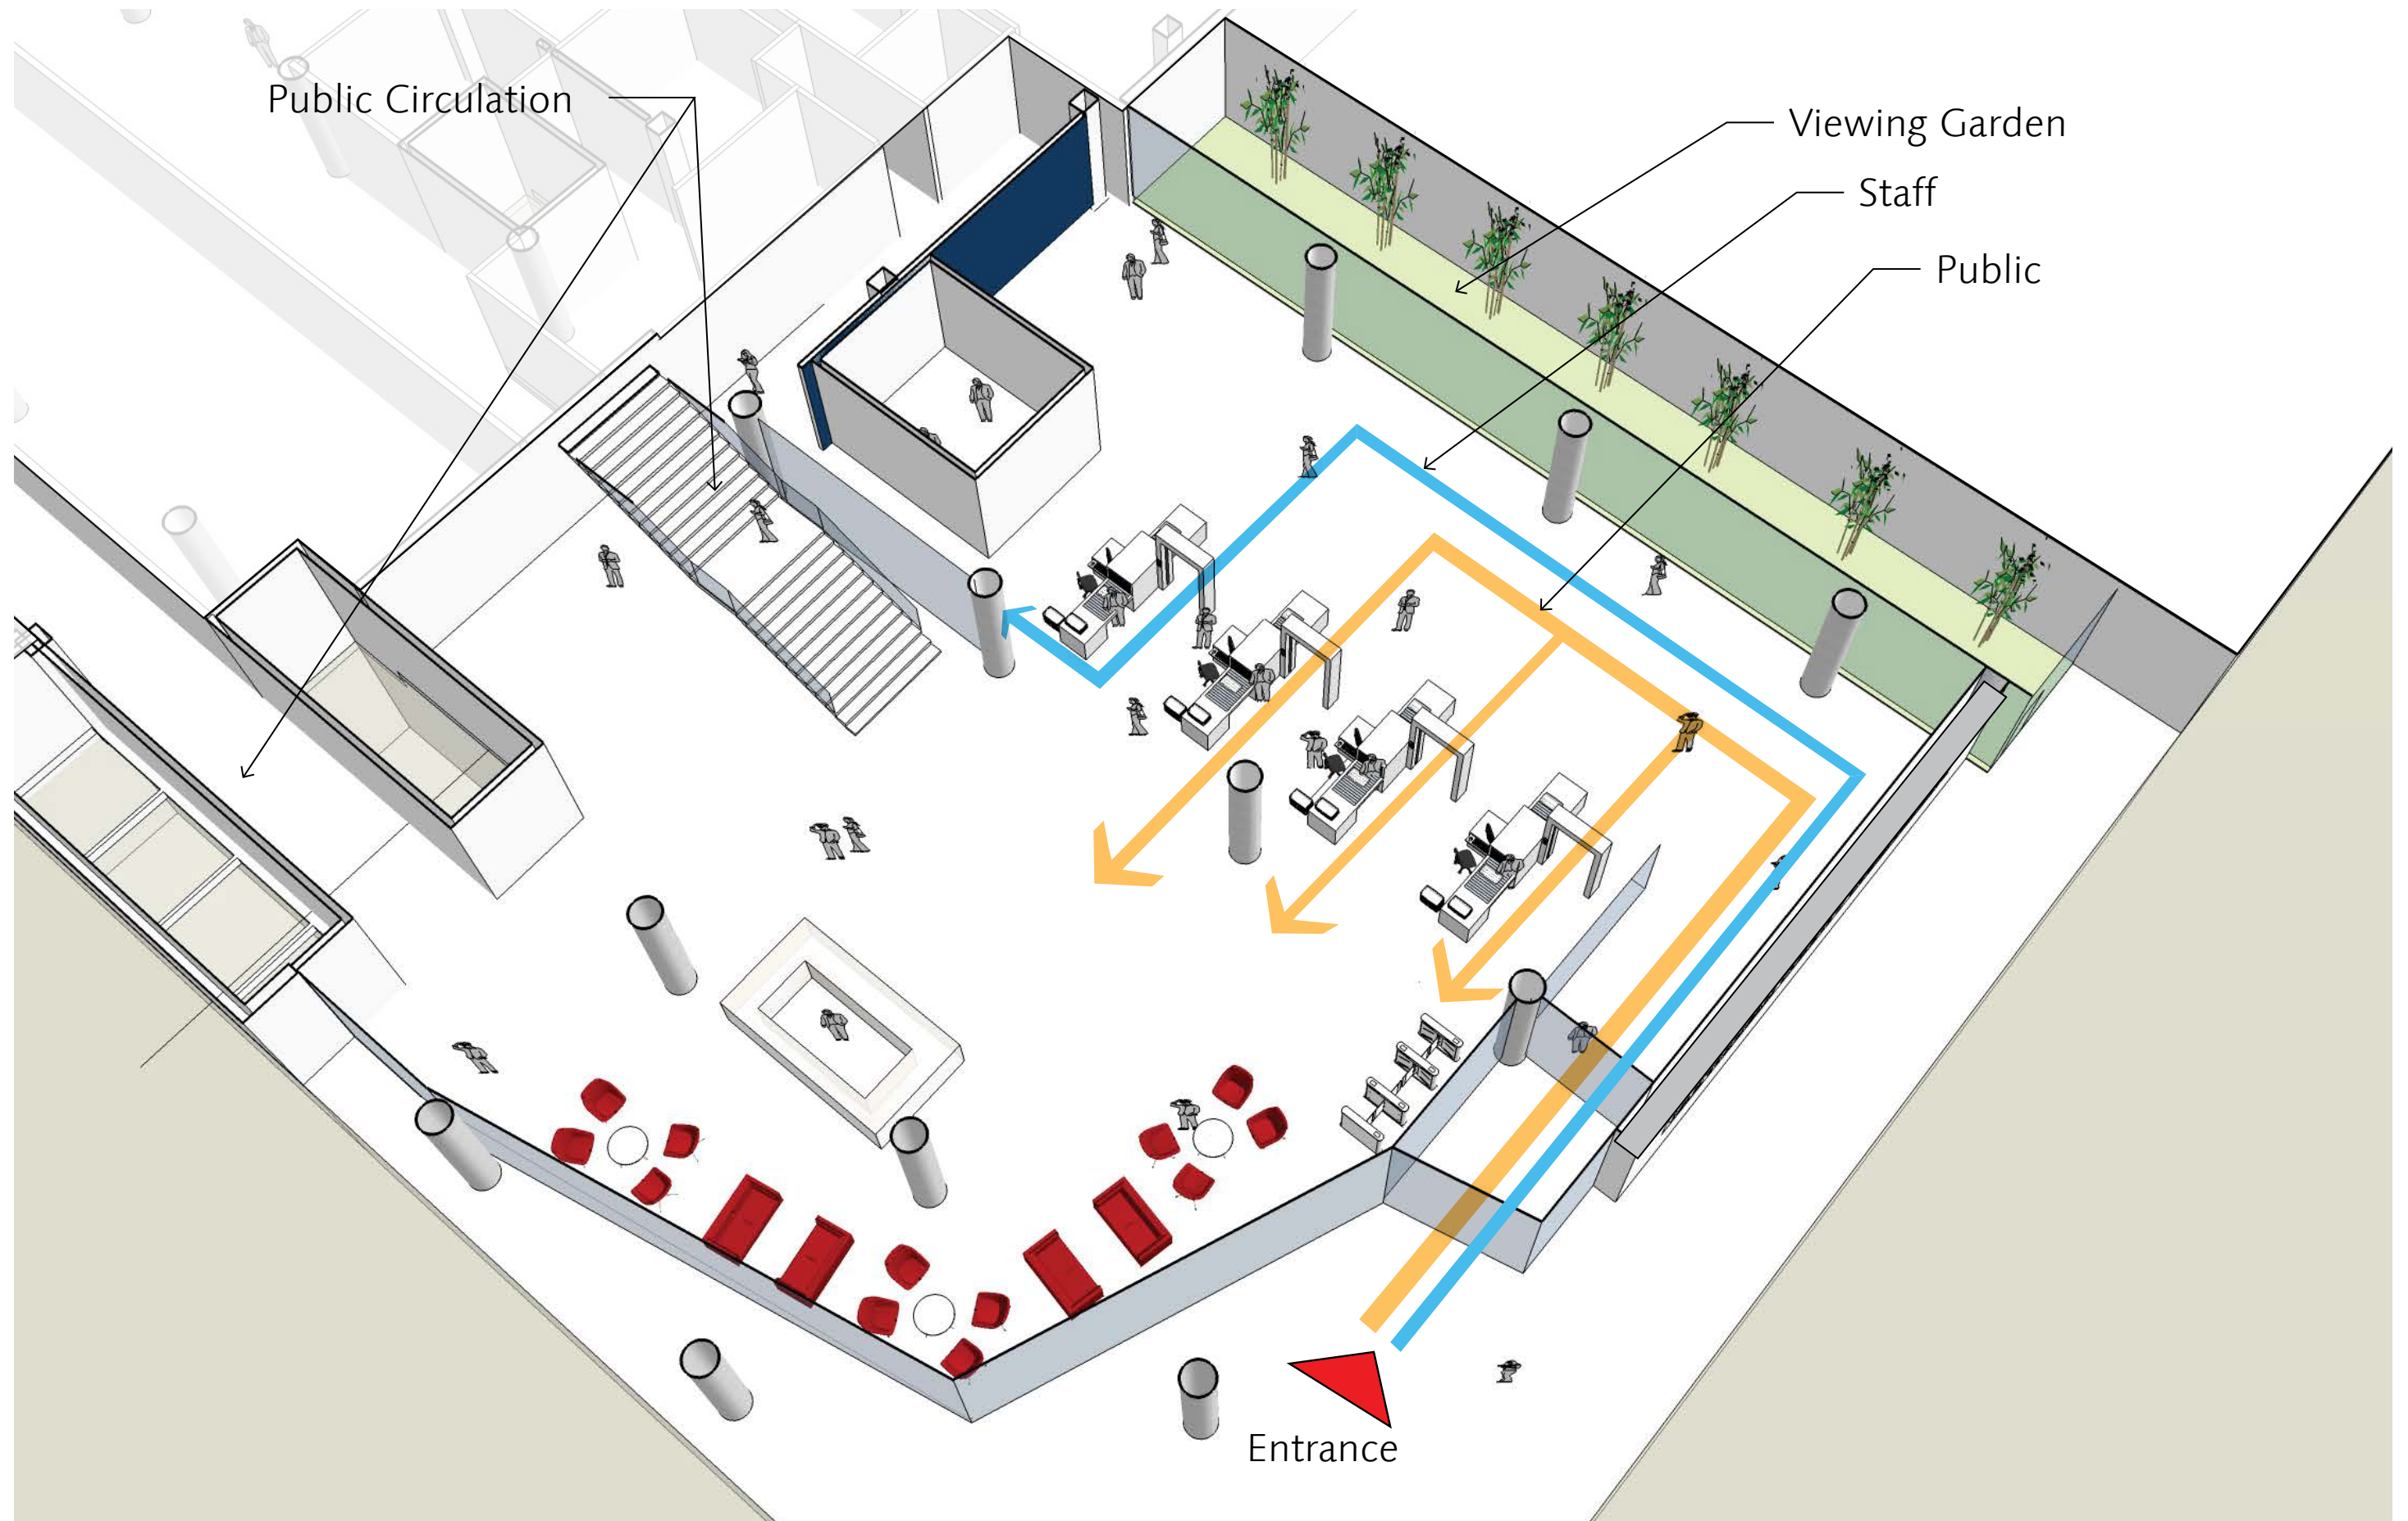 Public Circulation
Viewing Garden
Staff
Public
Entrance